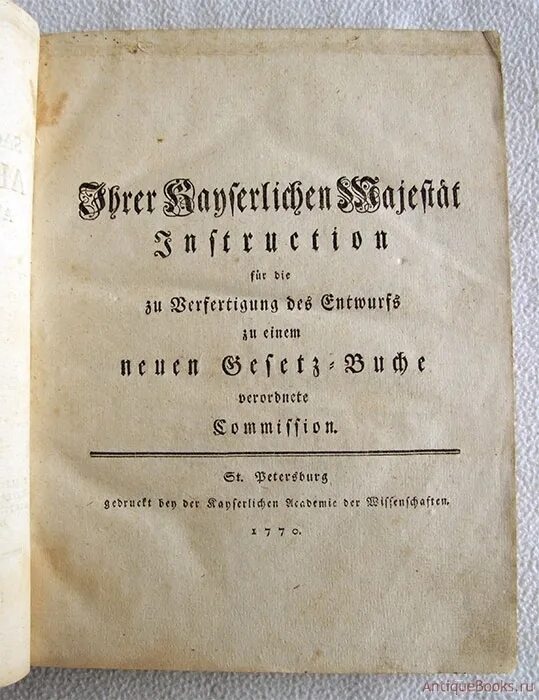 Ihrer Kayserlichen Majestät
Instruction
für die
zu Verfertigung des Entwurfs
zu einem
neuen Gesetz-Buche
verordnete
Commission.
St. Petersburg
gedruckt bey der Kayserlichen Academie der Wissenschaften.
1770.
AntiqueBooks.ru